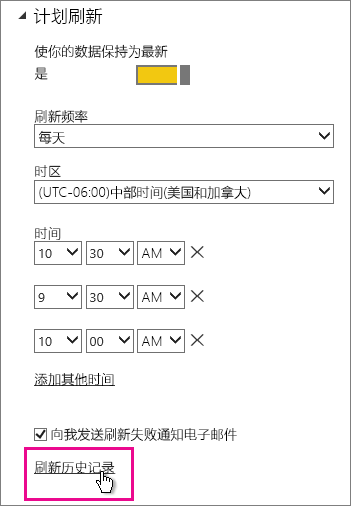 计划刷新
使你的数据保持为最新
是
刷新频率
每天
时区
(UTC-06:00)中部时间(美国和加拿大)
时间
10 30 AM
9 30 AM
10 00 AM
添加其他时间
向我发送刷新失败通知电子邮件
刷新历史记录